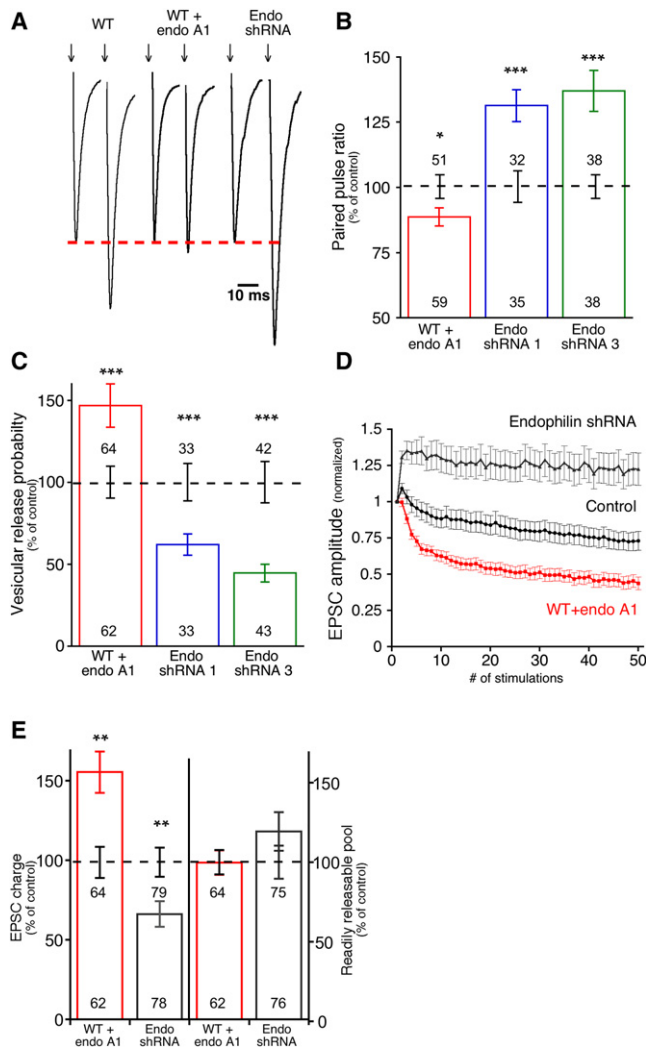 A
WT
WT +
endo A1
Endo
shRNA
10 ms
B
Paired pulse ratio
(% of control)
150
125
100
75
50
*
***
***
51
32
38
59
35
38
WT +
endo A1
Endo
shRNA 1
Endo
shRNA 3
C
Vesicular release probability
(% of control)
150
100
50
0
***
***
***
64
33
42
62
33
43
WT +
endo A1
Endo
shRNA 1
Endo
shRNA 3
D
EPSC amplitude (normalized)
1.5
1.25
1
0.75
0.5
0.25
0
Endophilin shRNA
Control
WT+endo A1
0
10
20
30
40
50
# of stimulations
E
EPSC charge
(% of control)
150
100
50
0
**
**
64
79
64
75
62
78
62
76
WT +
endo A1
Endo
shRNA
WT +
endo A1
Endo
shRNA
150
100
50
0
Readily releasable pool
(% of control)